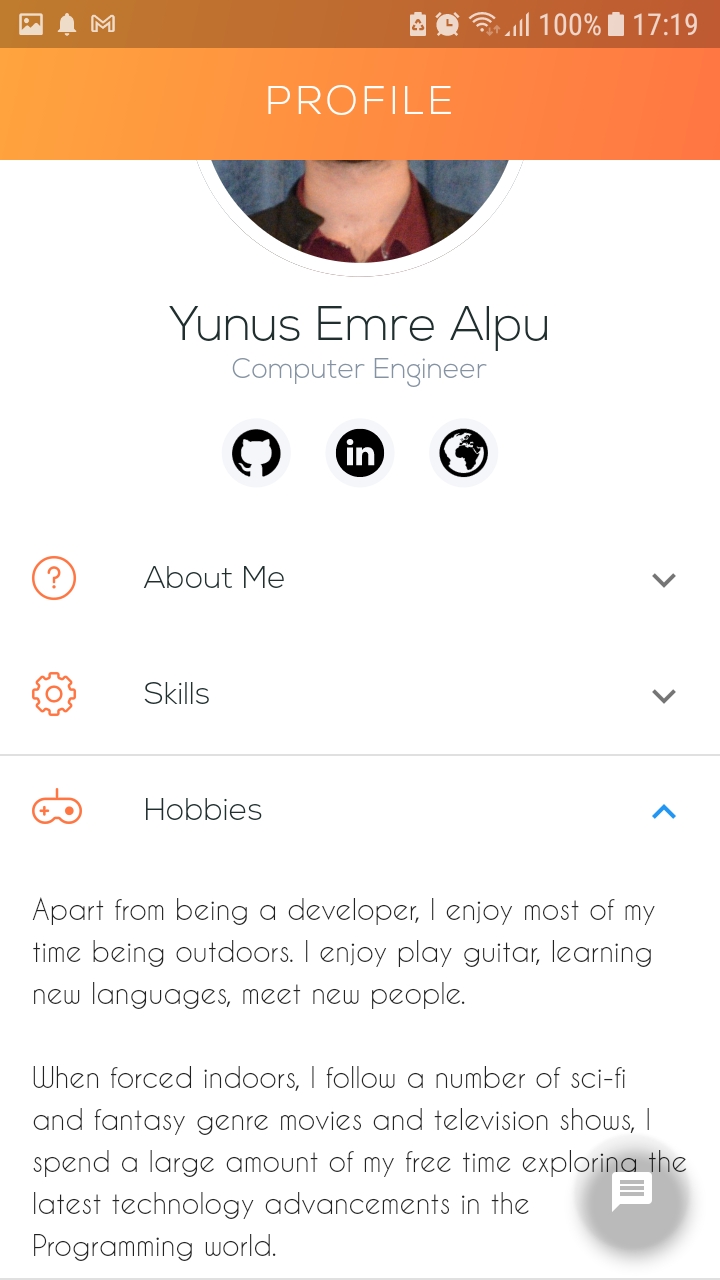 100% 17:19
PROFILE
Yunus Emre Alpu
Computer Engineer
in
?
About Me
Skills
Hobbies
Apart from being a developer, I enjoy most of my
time being outdoors. I enjoy play guitar, learning
new languages, meet new people.
When forced indoors, I follow a number of sci-fi
and fantasy genre movies and television shows, I
spend a large amount of my free time exploring the
latest technology advancements in the
Programming world.